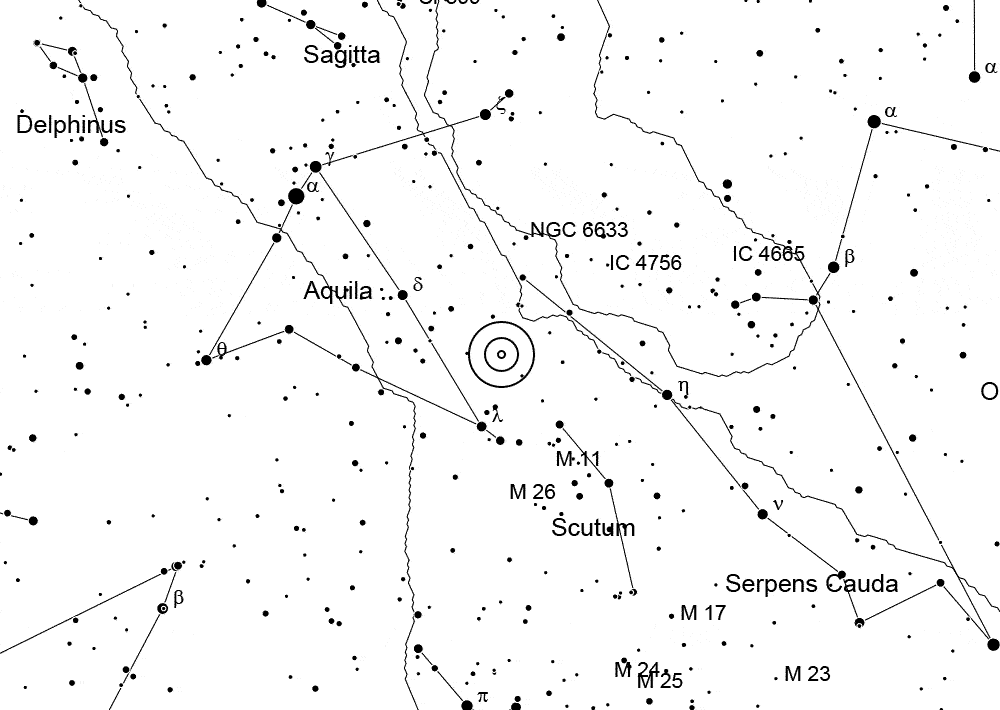 Sagitta
α
Delphinus
ζ
α
γ
α
NGC 6633
IC 4665
β
IC 4756
Aquila
δ
θ
η
O
λ
M 11
M 26
ν
Scutum
Serpens Cauda
β
M 17
M 24
M 25
M 23
π